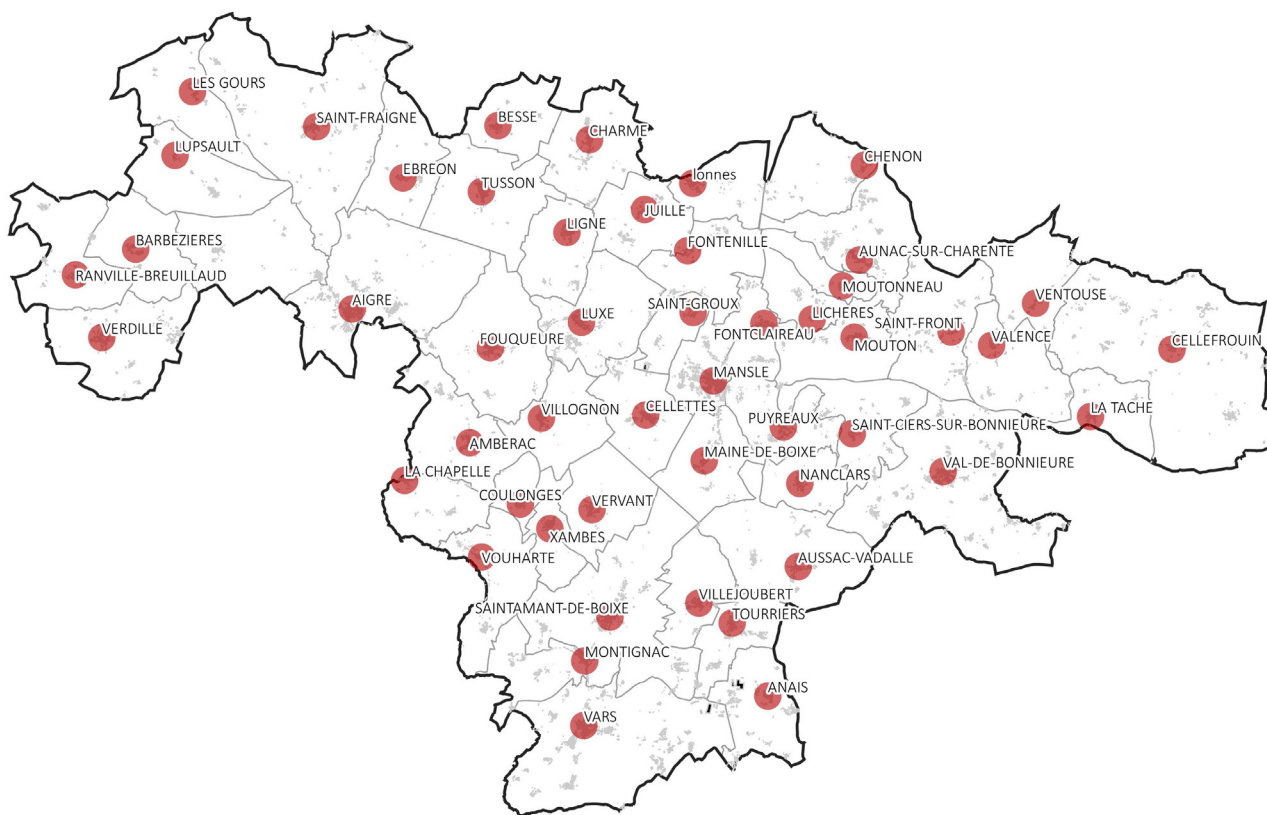 LES GOURS
SAINT-FRAIGNE
BESSE
CHARME
LUPSAULT
CHENON
EBREON
TUSSON
Ionnes
JUILLE
LIGNE
BARBEZIERES
FONTENILLE
AUNAC-SUR-CHARENTE
RANVILLE-BREUILLAUD
MOUTONNEAU
AIGRE
SAINT-GROUX
VENTOUSE
LUXE
LICHERES
SAINT-FRONT
VERDILLE
FONTCLAIREAU
FOUQUEURE
MOUTON
VALENCE
CELLEFROUIN
MANSLE
VILLOGNON
CELLETTES
LA TACHE
PUYREAUX
SAINT-CIERS-SUR-BONNIEURE
AMBERAC
MAINE-DE-BOIXE
VAL-DE-BONNIEURE
LA CHAPELLE
NANCLARS
COULONGES
VERVANT
XAMBES
VOUHARTE
AUSSAC-VADALLE
VILLEJOUBERT
SAINTAMANT-DE-BOIXE
TOURRIERS
MONTIGNAC
ANAIS
VARS